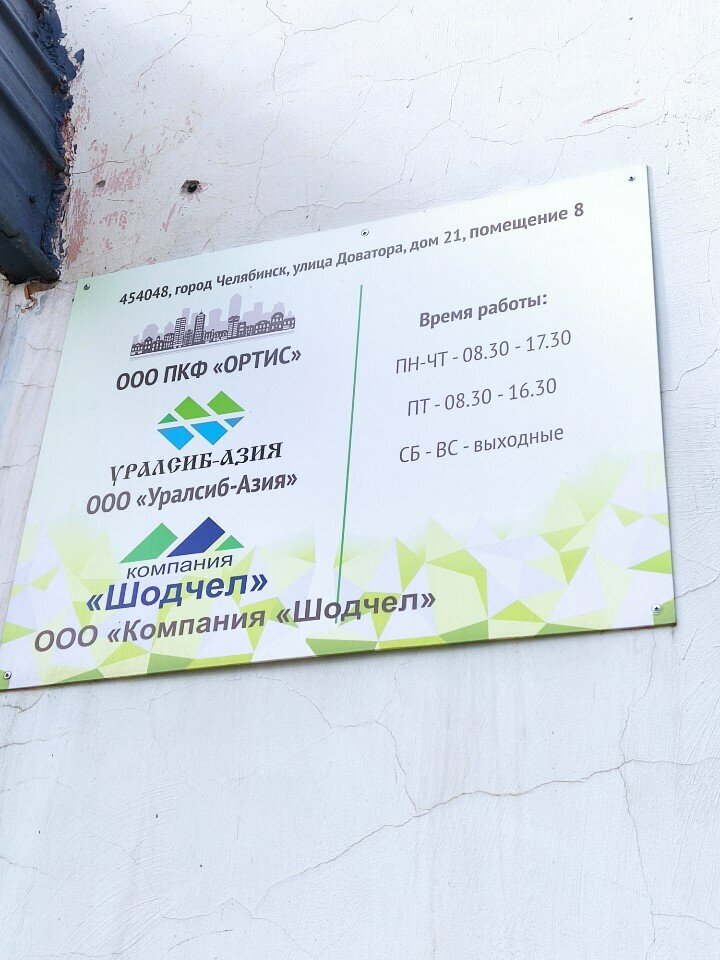 454048, город Челябинск, улица Доватора, дом 21, помещение 8
ООО ПКФ «ОРТИС»
УРАЛСИБ-АЗИЯ
ООО «Уралсиб-Азия»
компания
«Шодчел»
ООО «Компания «Шодчел»
Время работы:
ПН-ЧТ - 08.30 - 17.30
ПТ - 08.30 - 16.30
СБ - ВС - выходные